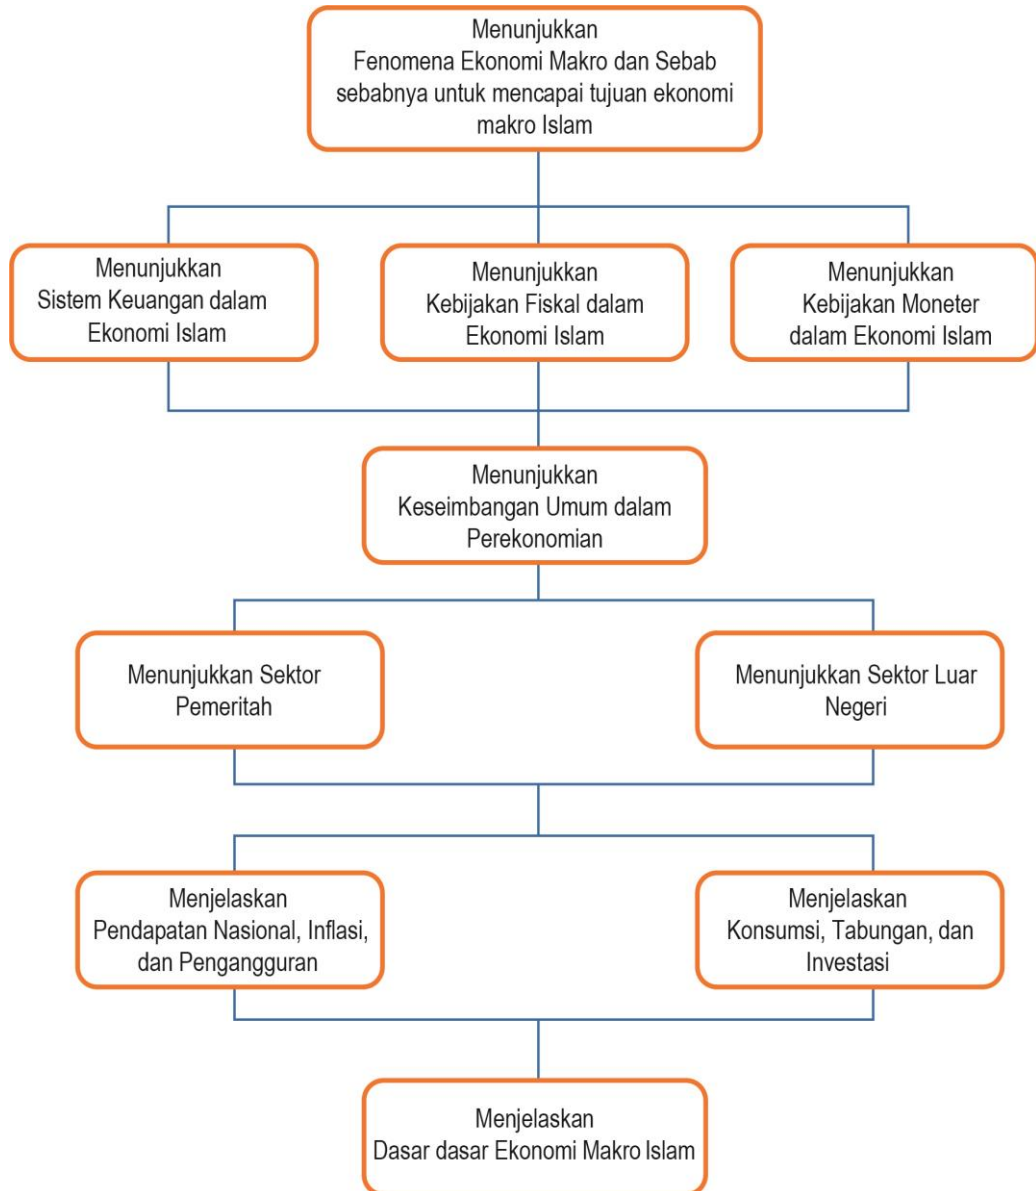 Menunjukkan
Fenomena Ekonomi Makro dan Sebab
sebabnya untuk mencapai tujuan ekonomi
makro Islam
Menunjukkan
Sistem Keuangan dalam
Ekonomi Islam
Menunjukkan
Kebijakan Fiskal dalam
Ekonomi Islam
Menunjukkan
Kebijakan Moneter
dalam Ekonomi Islam
Menunjukkan
Keseimbangan Umum dalam
Perekonomian
Menunjukkan Sektor
Pemeritah
Menunjukkan Sektor Luar
Negeri
Menjelaskan
Pendapatan Nasional, Inflasi,
dan Pengangguran
Menjelaskan
Konsumsi, Tabungan, dan
Investasi
Menjelaskan
Dasar dasar Ekonomi Makro Islam